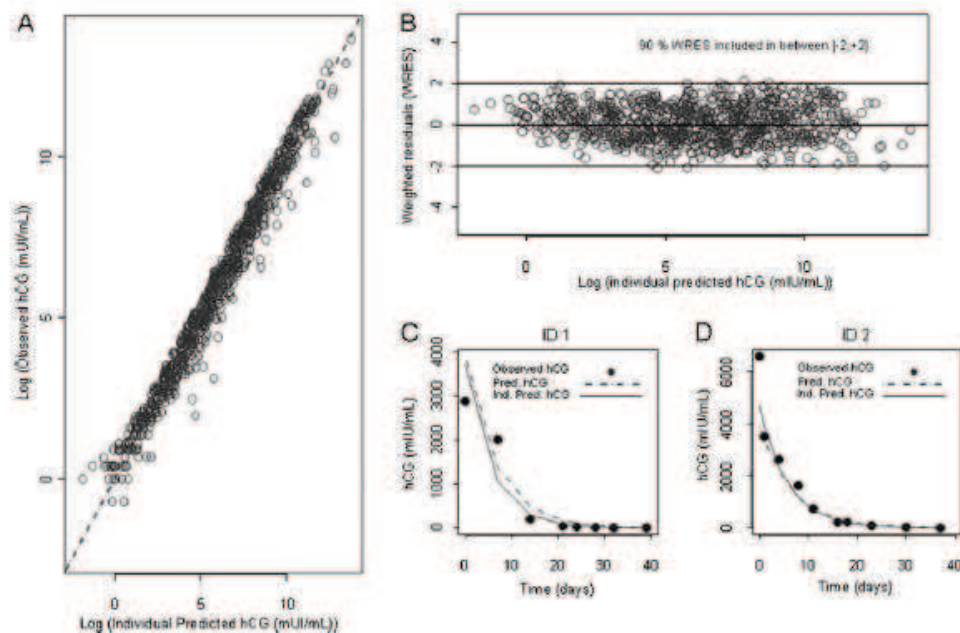 A
Log (Observed hCG (mUI/mL))
0 5 10
0 5 10
Log (Individual Predicted hCG (mUI/mL))
B
90 % WRES included in between [-2;+2]
Weighted residuals (WRES)
-4 -2 0 2 4
0 5 10
Log (individual predicted hCG (mIU/mL))
C
ID 1
Observed hCG
Pred. hCG
Ind. Pred. hCG
hCG (mIU/mL)
0 1000 2000 3000 4000
0 10 20 30 40
Time (days)
D
ID 2
Observed hCG
Pred. hCG
Ind. Pred. hCG
hCG (mIU/mL)
0 2000 4000 6000
0 10 20 30 40
Time (days)